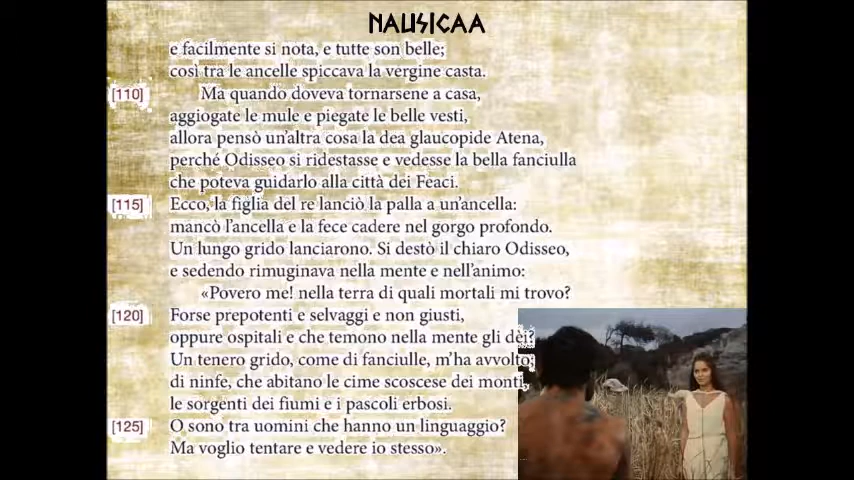 NAUSICAA
e facilmente si nota, e tutte son belle;
così tra le ancelle spiccava la vergine casta.
[110] Ma quando doveva tornarsene a casa,
aggiogate le mule e piegate le belle vesti,
allora pensò un'altra cosa la dea glaucopide Atena,
perché Odisseo si ridestasse e vedesse la bella fanciulla
che poteva guidarlo alla città dei Feaci.
[115] Ecco, la figlia del re lanciò la palla a un'ancella:
mancò l'ancella e la fece cadere nel gorgo profondo.
Un lungo grido lanciarono. Si destò il chiaro Odisseo,
e sedendo rimuginava nella mente e nell'animo:
«Povero me! nella terra di quali mortali mi trovo?
[120] Forse prepotenti e selvaggi e non giusti,
oppure ospitali e che temono nella mente gli dèi?
Un tenero grido, come di fanciulle, m'ha avvolto;
di ninfe, che abitano le cime scoscese dei monti,
le sorgenti dei fiumi e i pascoli erbosi.
[125] O sono tra uomini che hanno un linguaggio?
Ma voglio tentare e vedere io stesso».